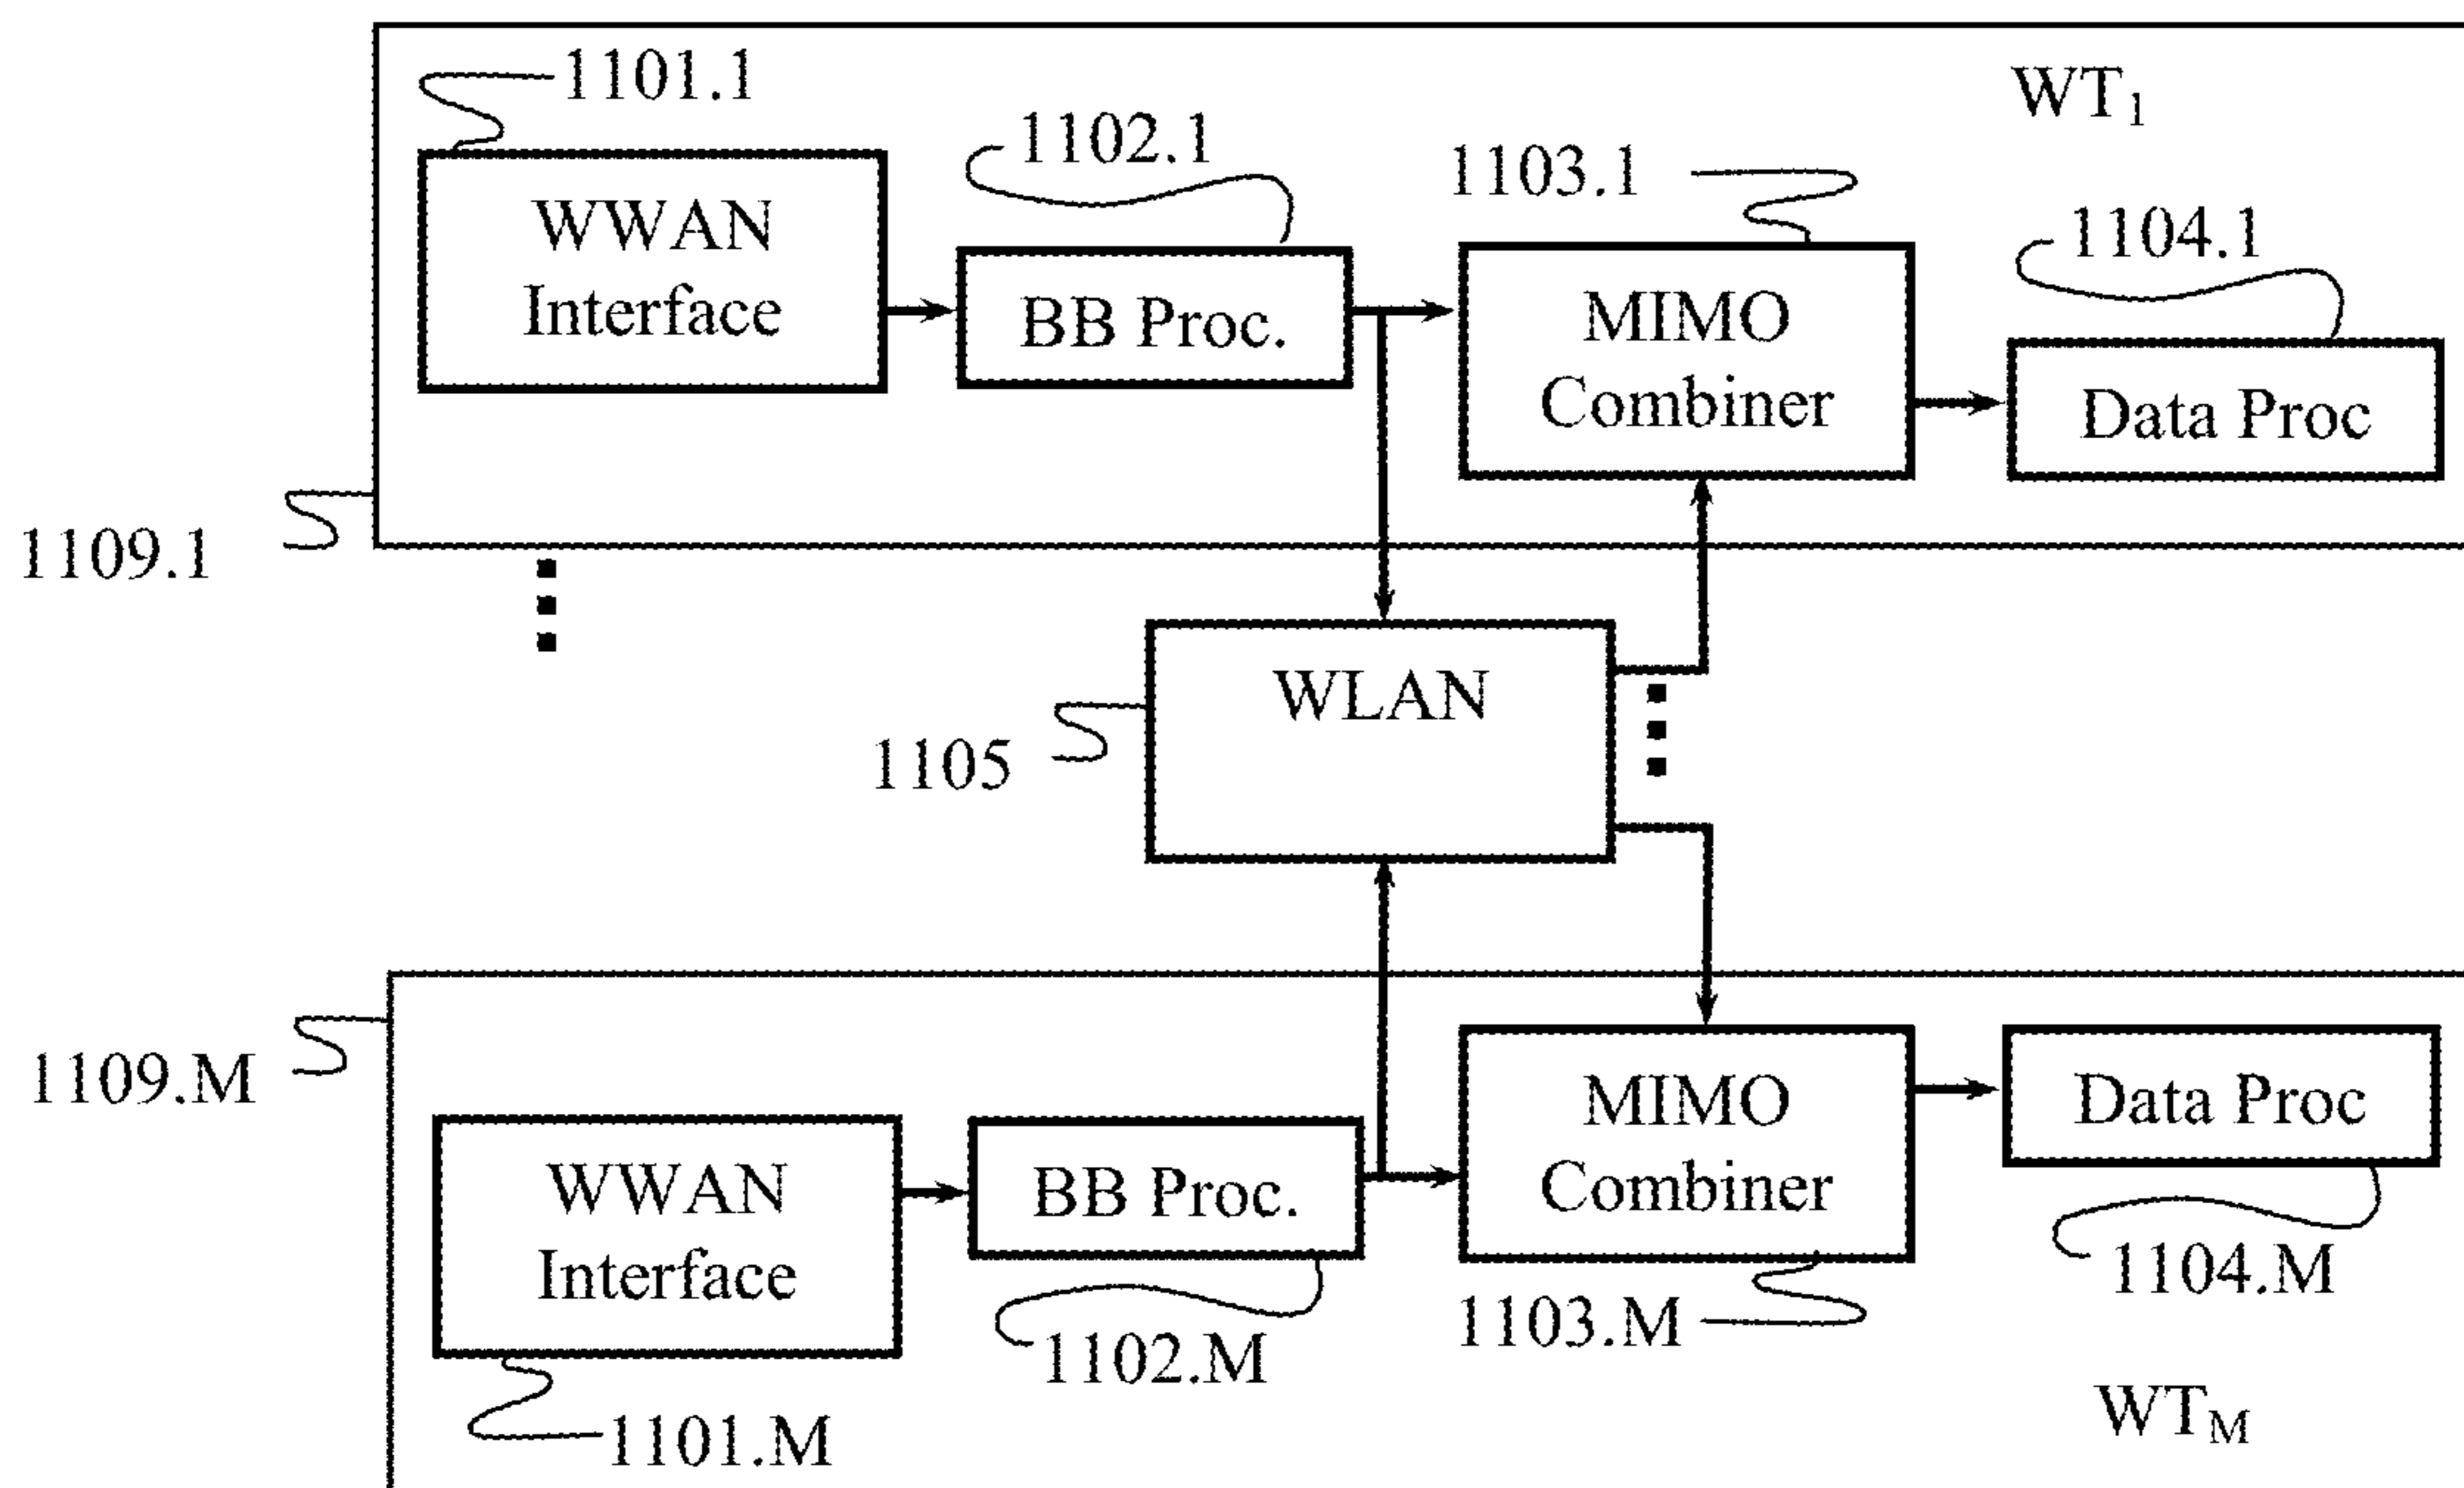 1101.1
WT1
1102.1
1103.1
1104.1
WWAN
Interface
BB Proc.
MIMO
Combiner
Data Proc
1109.1
WLAN
1105
1109.M
WWAN
Interface
BB Proc.
MIMO
Combiner
Data Proc
1104.M
1103.M
1102.M
1101.M
WTM